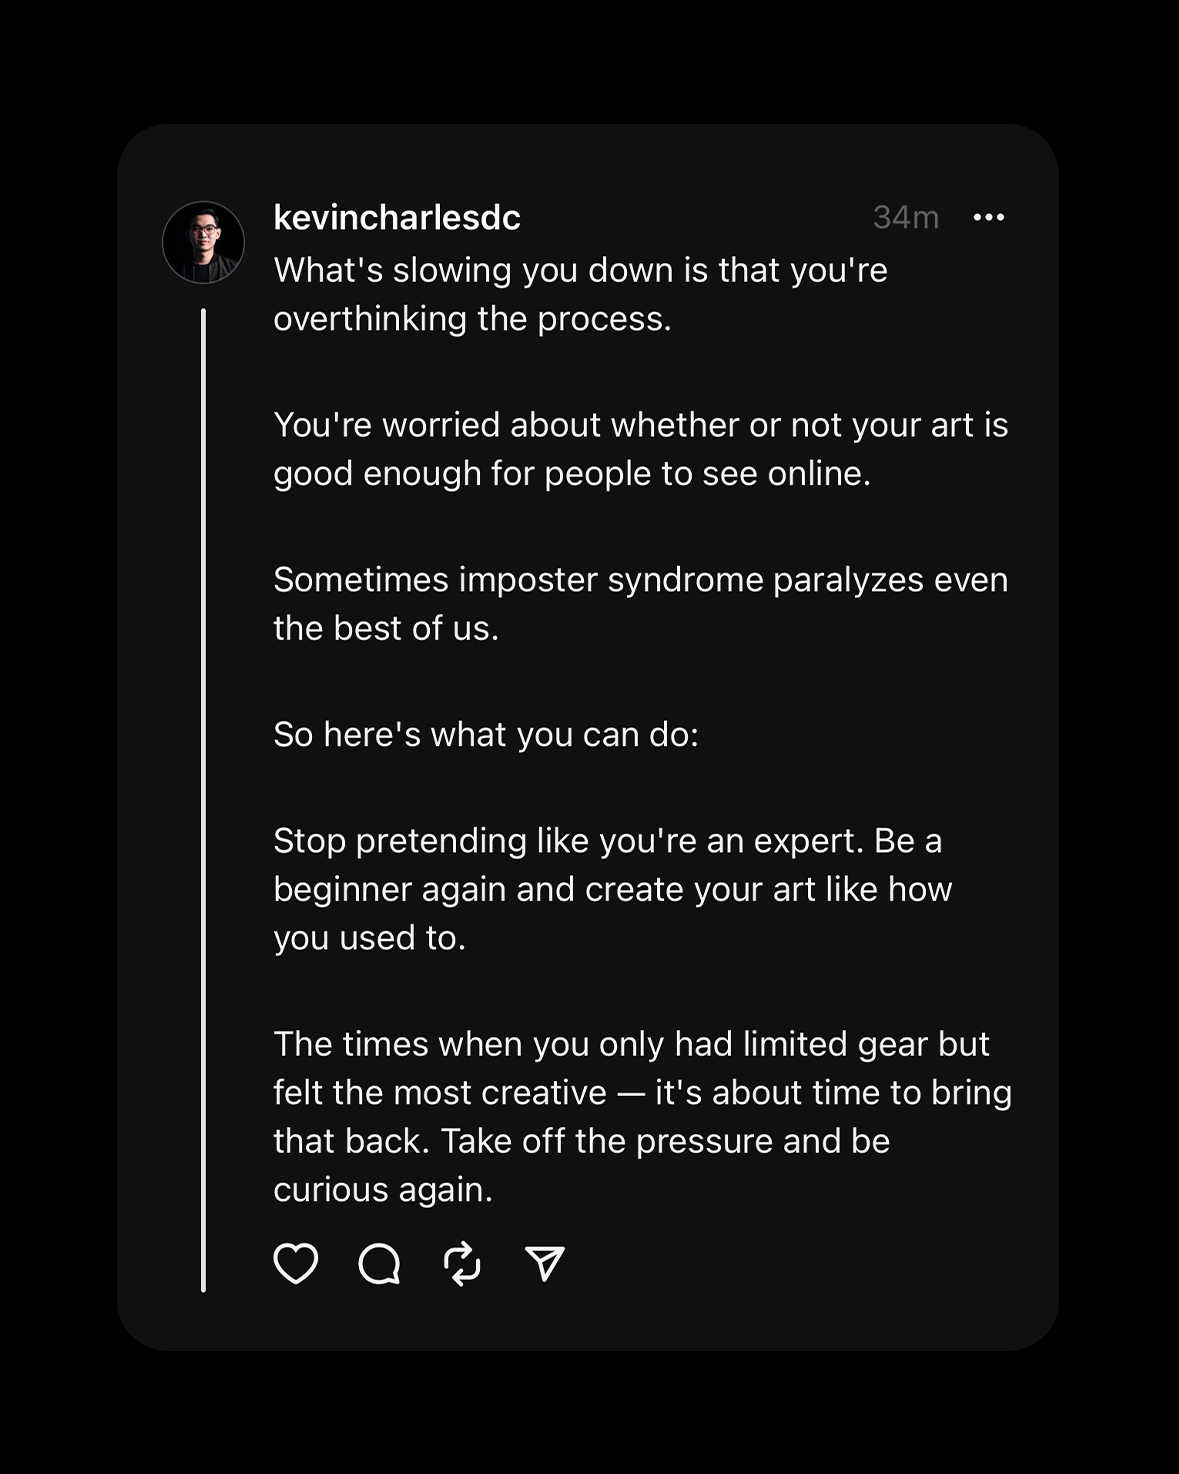 kevincharlesdc
34m
What's slowing you down is that you're
overthinking the process.
You're worried about whether or not your art is
good enough for people to see online.
Sometimes imposter syndrome paralyzes even
the best of us.
So here's what you can do:
Stop pretending like you're an expert. Be a
beginner again and create your art like how
you used to.
The times when you only had limited gear but
felt the most creative — it's about time to bring
that back. Take off the pressure and be
curious again.